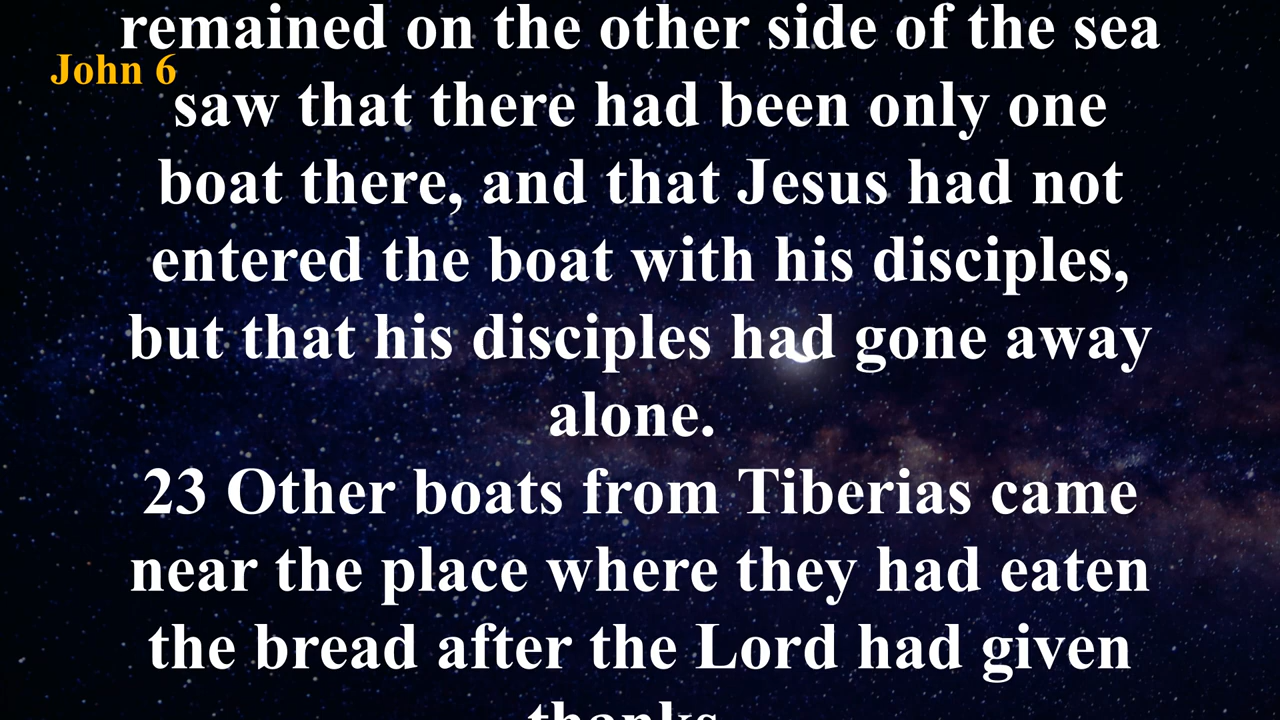 remained on the other side of the sea
John 6
saw that there had been only one
boat there, and that Jesus had not
entered the boat with his disciples,
but that his disciples had gone away
alone.
23 Other boats from Tiberias came
near the place where they had eaten
the bread after the Lord had given
thanks